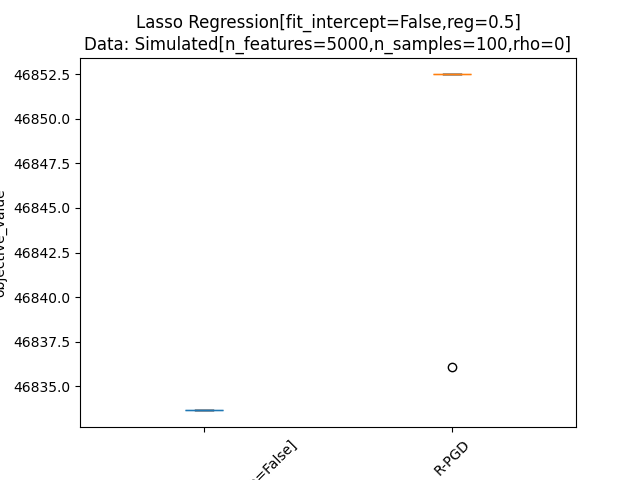 Lasso Regression[fit_intercept=False,reg=0.5]
Data: Simulated[n_features=5000,n_samples=100,rho=0]
46852.5
46850.0
46847.5
46845.0
46842.5
46840.0
46837.5
46835.0
objective_value
=False]
R-PGD